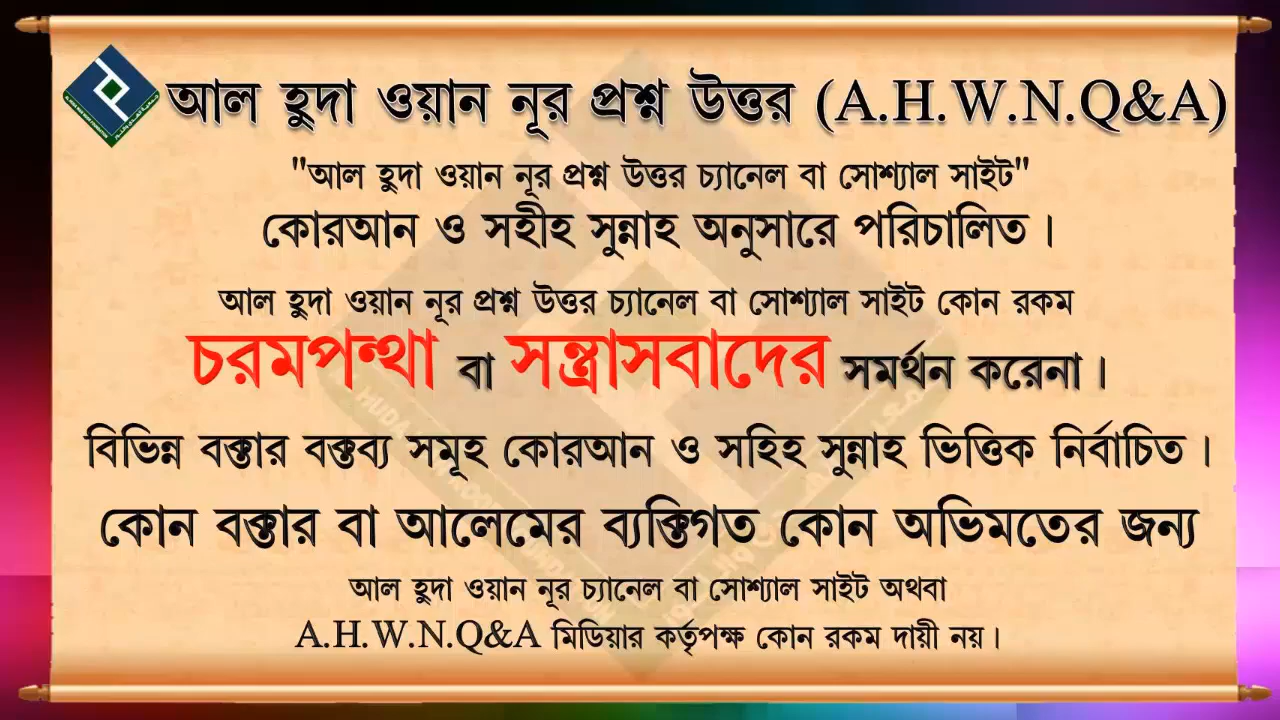 আল হুদা ওয়ান নূর প্রশ্ন উত্তর (A.H.W.N.Q&A)
"আল হুদা ওয়ান নূর প্রশ্ন উত্তর চ্যানেল বা সোশ্যাল সাইট"
কোরআন ও সহীহ সুন্নাহ অনুসারে পরিচালিত।
আল হুদা ওয়ান নূর প্রশ্ন উত্তর চ্যানেল বা সোশ্যাল সাইট কোন রকম
চরমপন্থা বা সন্ত্রাসবাদের সমর্থন করেনা।
বিভিন্ন বক্তার বক্তব্য সমূহ কোরআন ও সহিহ সুন্নাহ ভিত্তিক নির্বাচিত।
কোন বক্তার বা আলেমের ব্যক্তিগত কোন অভিমতের জন্য
আল হুদা ওয়ান নূর চ্যানেল বা সোশ্যাল সাইট অথবা
A.H.W.N.Q&A মিডিয়ার কর্তৃপক্ষ কোন রকম দায়ী নয়।